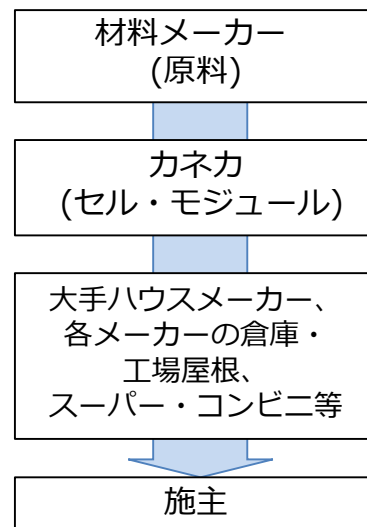 材料メーカー
(原料)
カネカ
(セル・モジュール)
大手ハウスメーカー、
各メーカーの倉庫・
工場屋根、
スーパー・コンビニ等
施主